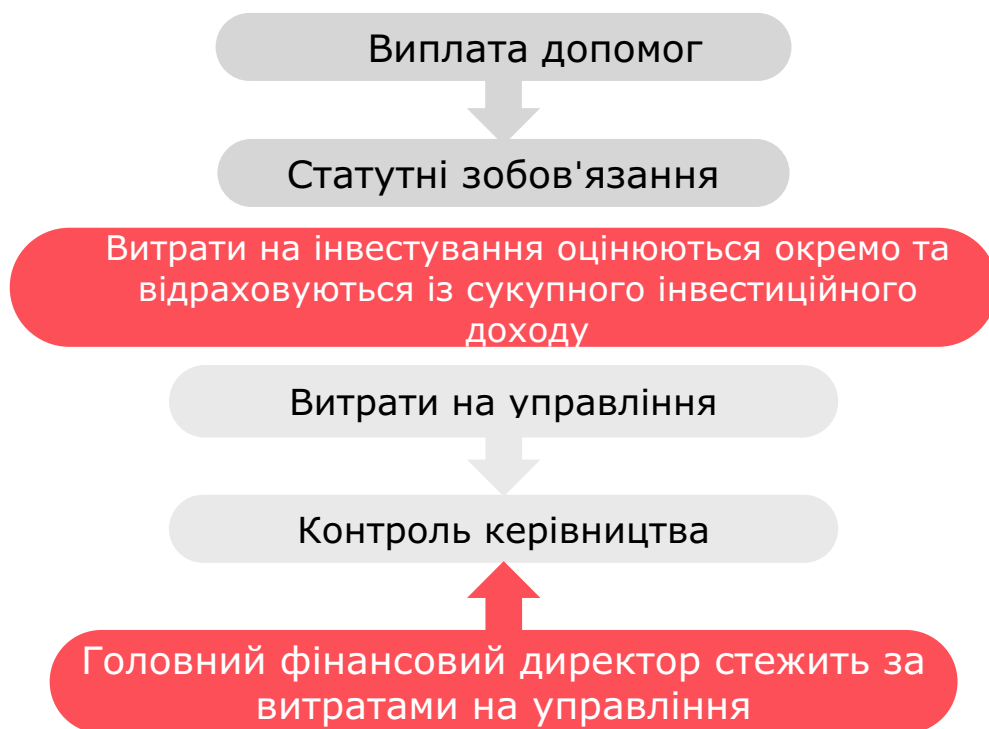 Виплата допомог
Статутні зобов'язання
Витрати на інвестування оцінюються окремо та
відраховуються із сукупного інвестиційного
доходу
Витрати на управління
Контроль керівництва
Головний фінансовий директор стежить за
витратами на управління